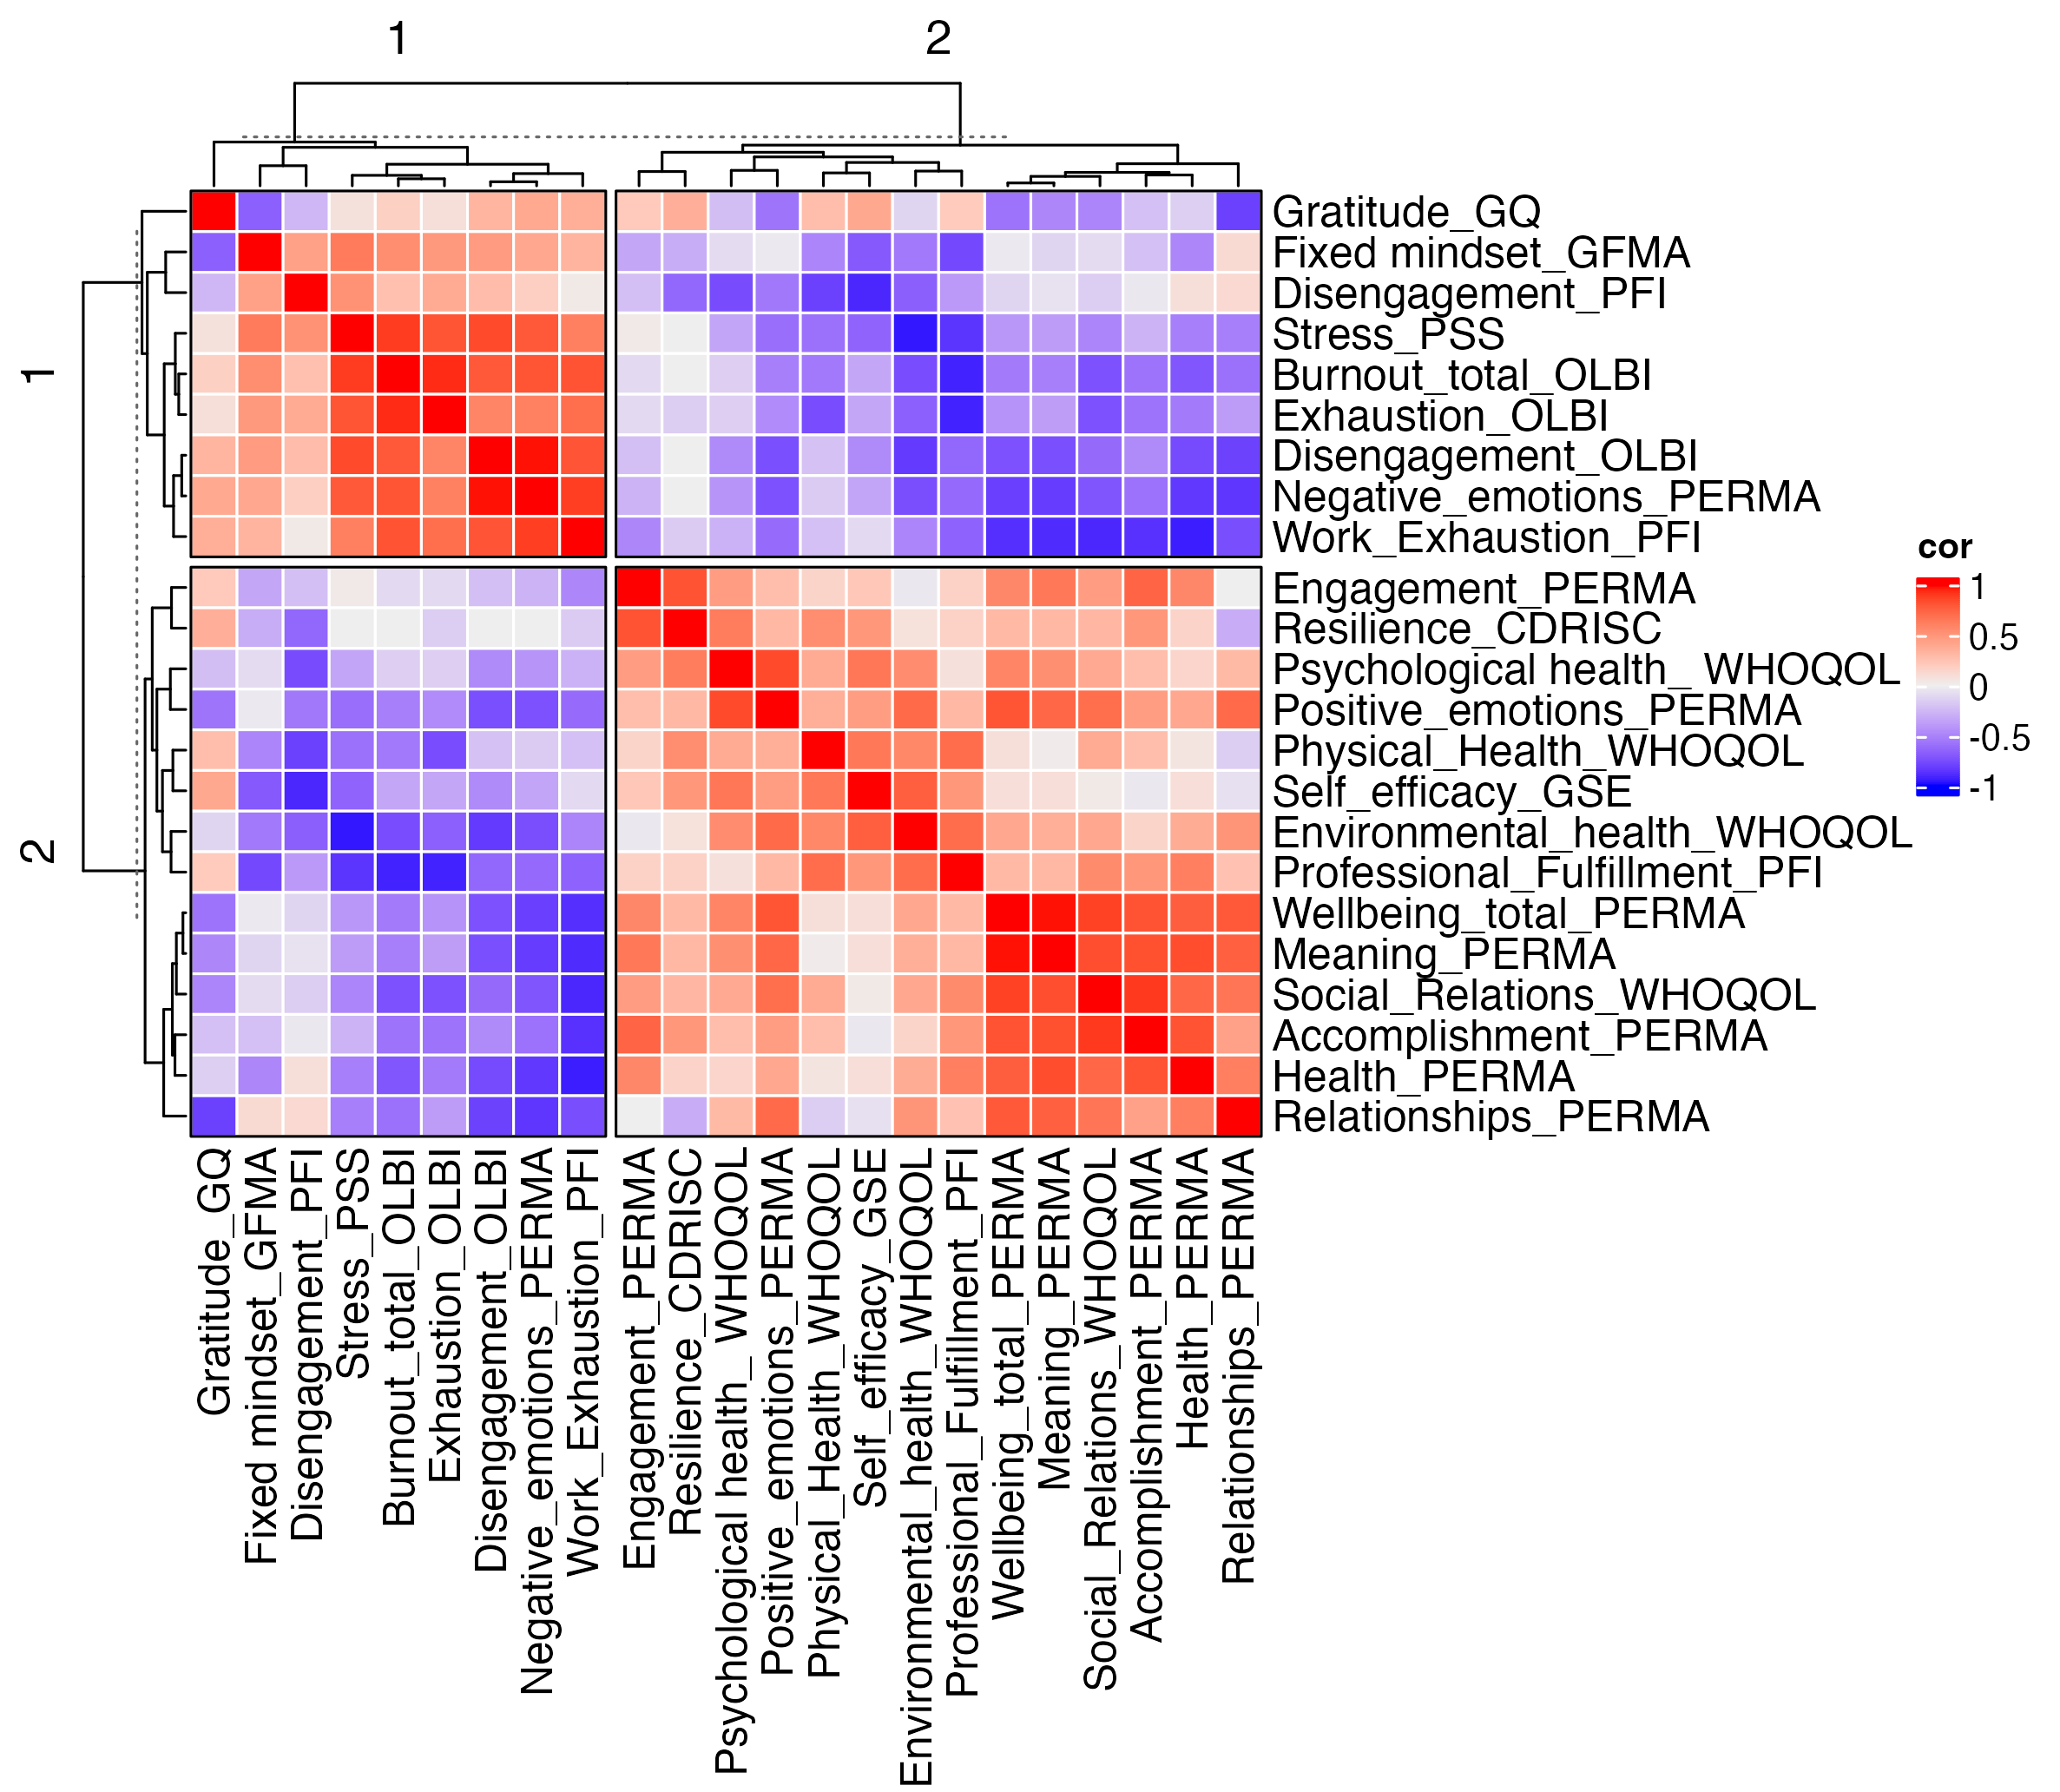 1
2
1
2
Gratitude_GQ
Fixed mindset_GFMA
Disengagement_PFI
Stress_PSS
Burnout_total_OLBI
Exhaustion_OLBI
Disengagement_OLBI
Negative_emotions_PERMA
Work_Exhaustion_PFI
Engagement_PERMA
Resilience_CDRISC
Psychological health_ WHOQOL
Positive_emotions_PERMA
Physical_Health_WHOQOL
Self_efficacy_GSE
Environmental_health_WHOQOL
Professional_Fulfillment_PFI
Wellbeing_total_PERMA
Meaning_PERMA
Social_Relations_WHOQOL
Accomplishment_PERMA
Health_PERMA
Relationships_PERMA
cor
1
0.5
0
-0.5
-1
Gratitude_GQ
Fixed mindset_GFMA
Disengagement_PFI
Stress_PSS
Burnout_total_OLBI
Exhaustion_OLBI
Disengagement_OLBI
Negative_emotions_PERMA
Work_Exhaustion_PFI
Engagement_PERMA
Resilience_CDRISC
Psychological health_ WHOQOL
Positive_emotions_PERMA
Physical_Health_WHOQOL
Self_efficacy_GSE
Environmental_health_WHOQOL
Professional_Fulfillment_PFI
Wellbeing_total_PERMA
Meaning_PERMA
Social_Relations_WHOQOL
Accomplishment_PERMA
Health_PERMA
Relationships_PERMA